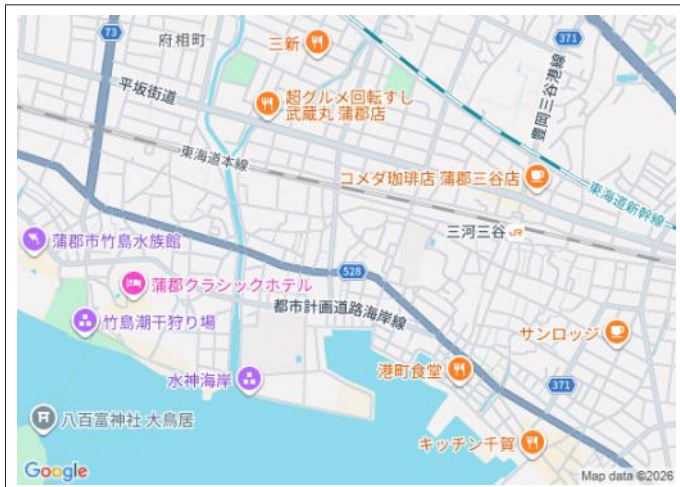 73
府相町
三新
371
平坂街道
超グルメ回転すし
武蔵丸 蒲郡店
豊岡三谷港線
東海道本線
コメダ珈琲店 蒲郡三谷店
東海道新幹線
三河三谷
JR
蒲郡市竹島水族館
528
蒲郡クラシックホテル
都市計画道路海岸線
竹島潮干狩り場
サンロッジ
港町食堂
水神海岸
371
八百富神社 大鳥居
キッチン千賀
Google
Map data ©2026